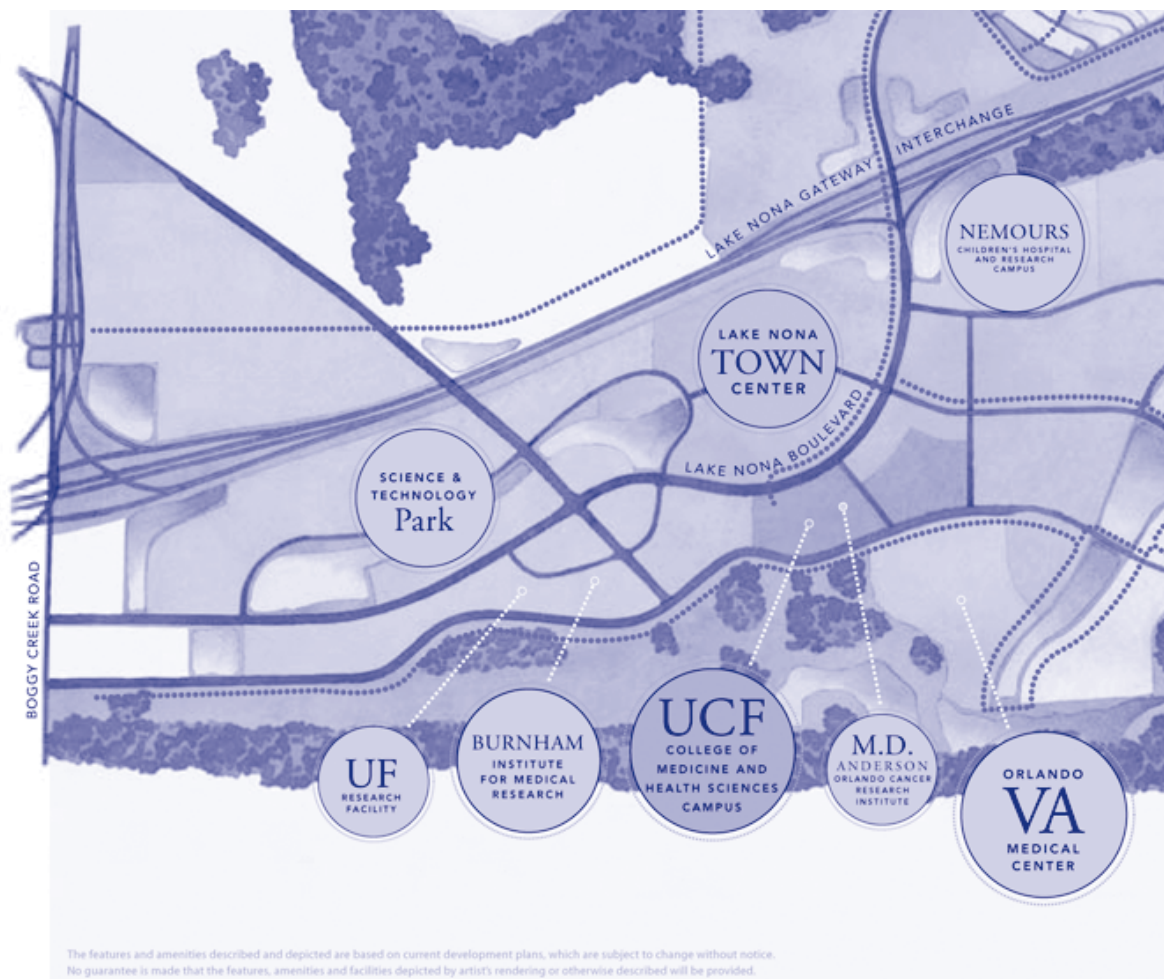 LAKE NONA GATEWAY INTERCHANGE
NEMOURS
CHILDREN'S HOSPITAL
AND RESEARCH
CAMPUS
LAKE NONA
TOWN
CENTER
LAKE NONA BOULEVARD
SCIENCE &
TECHNOLOGY
Park
BOGGY CREEK ROAD
UF
RESEARCH
FACILITY
BURNHAM
INSTITUTE
FOR MEDICAL
RESEARCH
UCF
COLLEGE OF
MEDICINE AND
HEALTH SCIENCES
CAMPUS
M.D.
ANDERSON
ORLANDO CANCER
RESEARCH
INSTITUTE
ORLANDO
VA
MEDICAL
CENTER
The features and amenities described and depicted are based on current development plans, which are subject to change without notice.
No guarantee is made that the features, amenities and facilities depicted by artist's rendering or otherwise described will be provided.